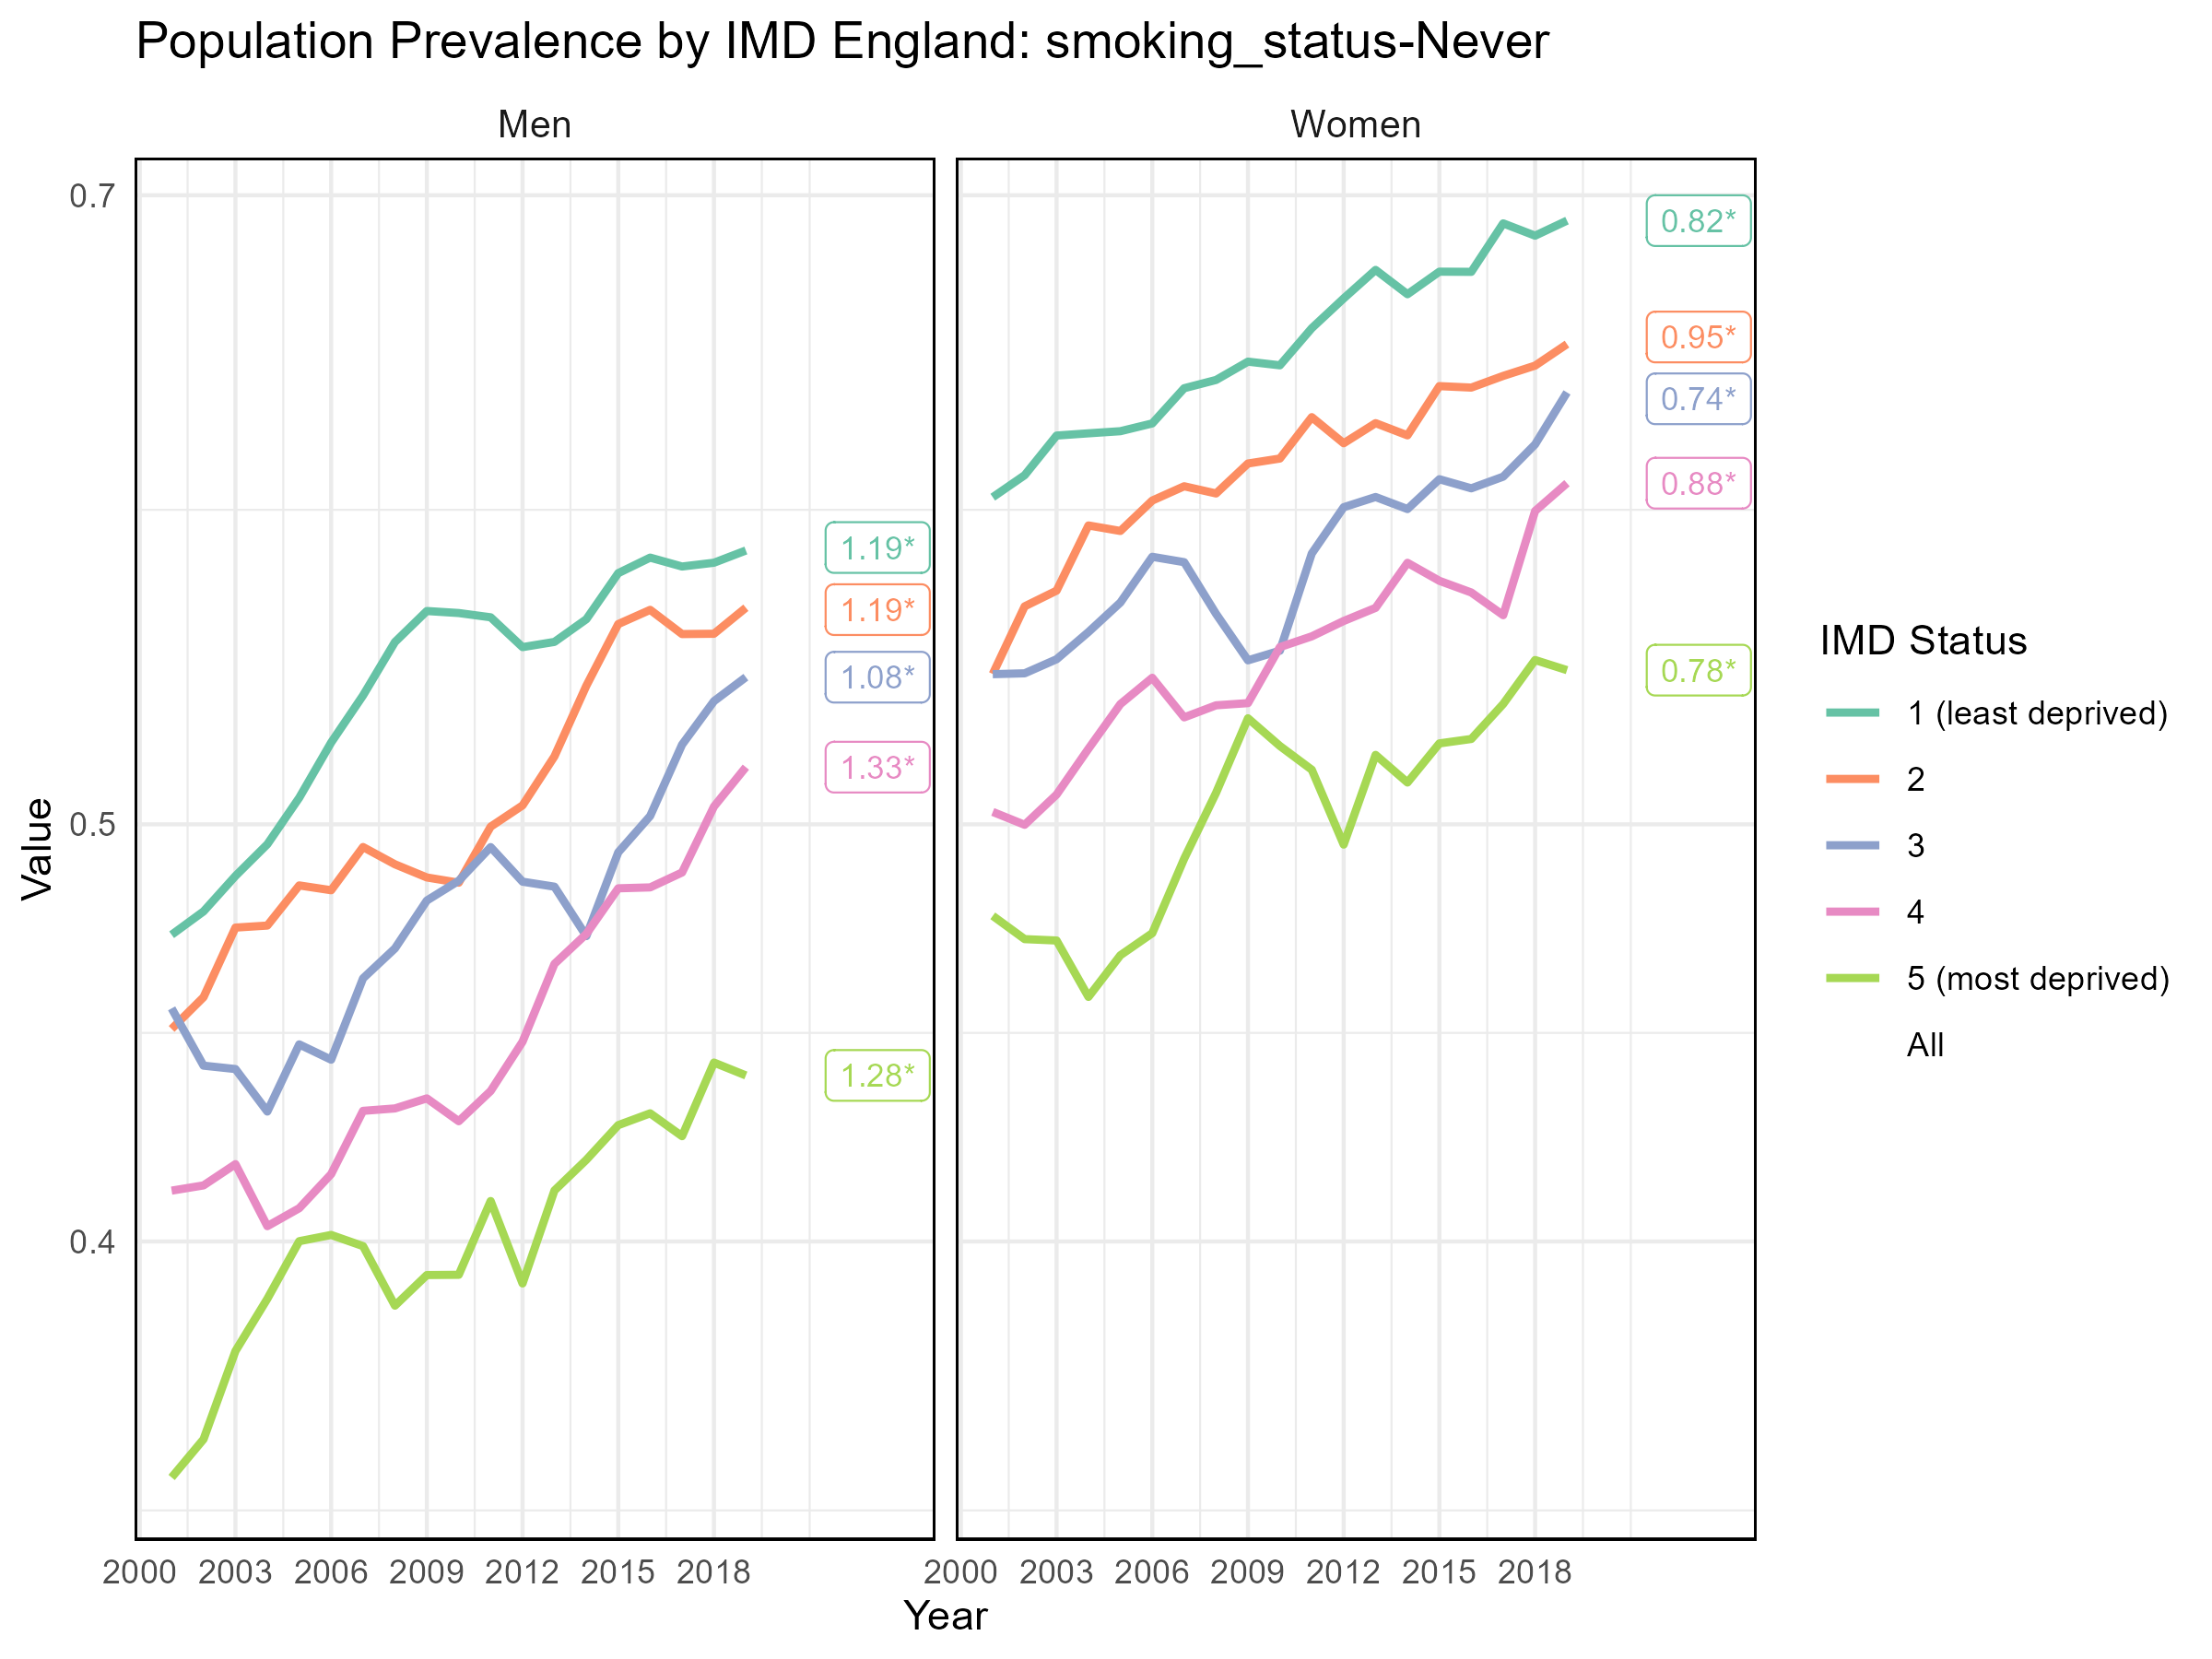 Population Prevalence by IMD England: smoking_status-Never
Men
Women
0.7
0.5
0.4
Value
1.19*
1.19*
1.08*
1.33*
1.28*
0.82*
0.95*
0.74*
0.88*
0.78*
2000 2003 2006 2009 2012 2015 2018
2000 2003 2006 2009 2012 2015 2018
Year
IMD Status
1 (least deprived)
2
3
4
5 (most deprived)
All